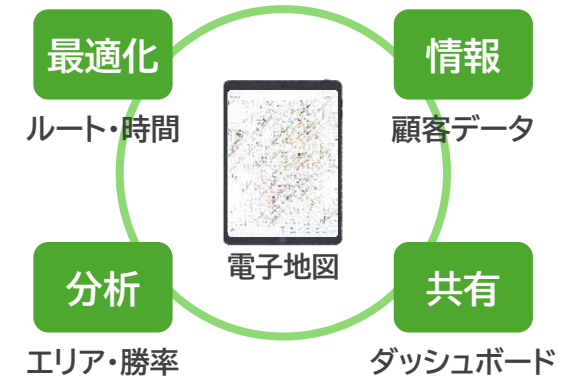 最適化
ルート・時間
情報
顧客データ
電子地図
分析
エリア・勝率
共有
ダッシュボード